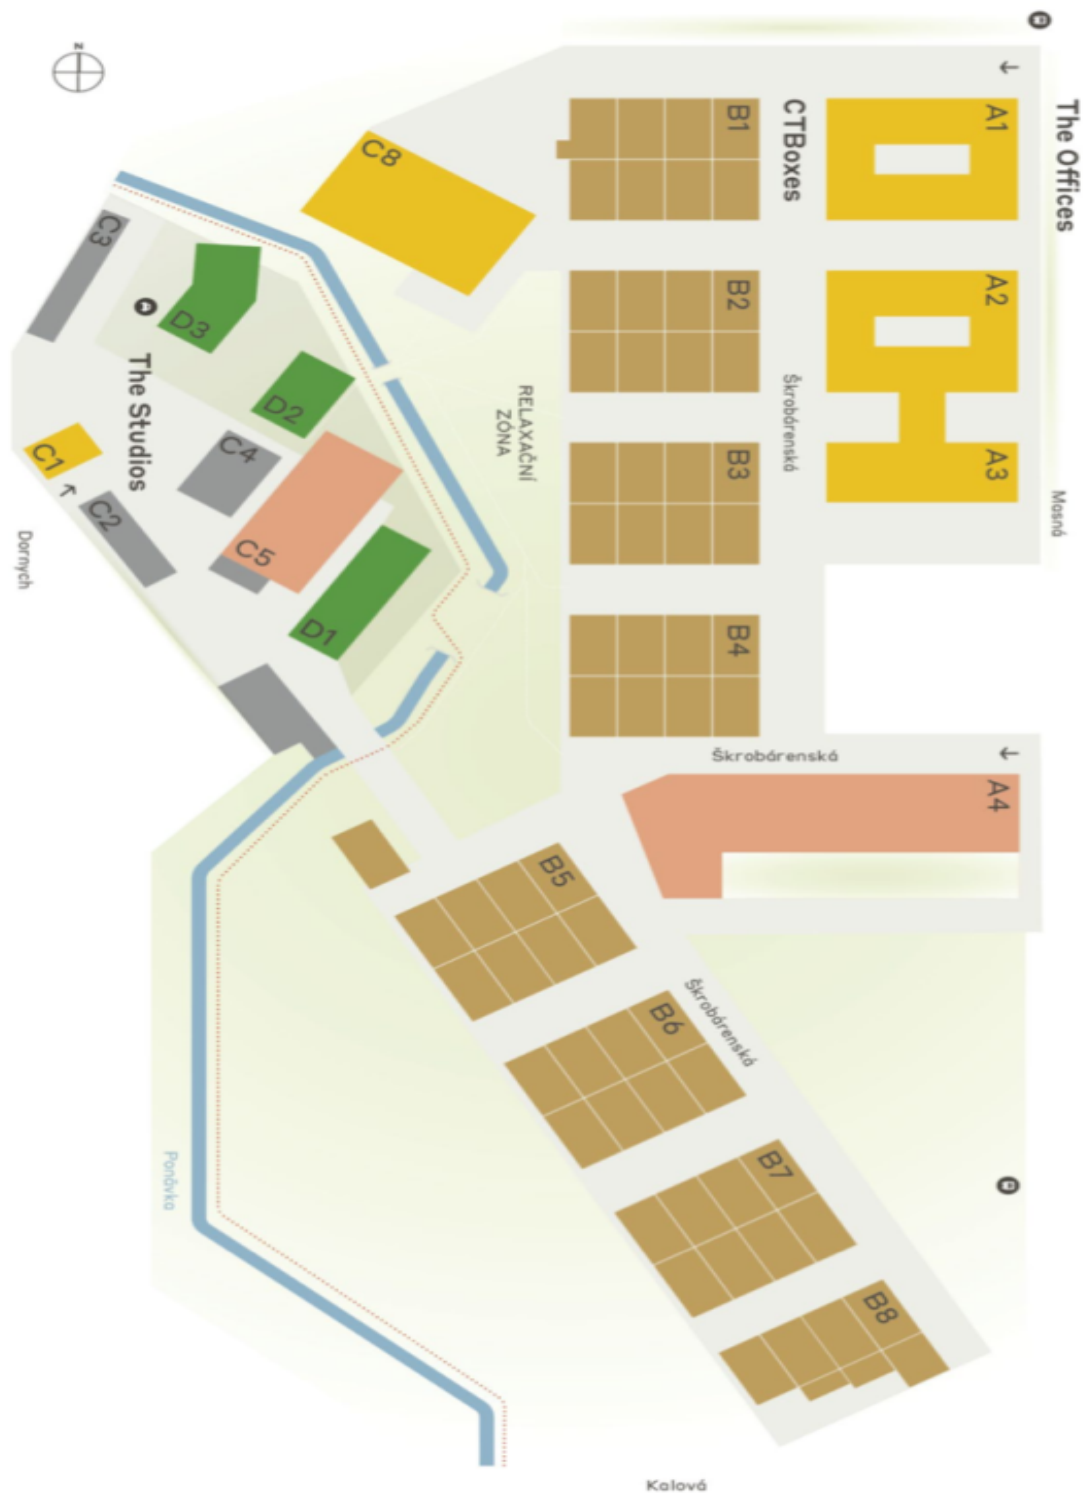 The Offices
Masná
A1
A2
A3
A4
CTBoxes
Škrobárenská
Škrobárenská
Škrobárenská
B1
B2
B3
B4
B5
B6
B7
B8
RELAXAČNÍ
ZÓNA
C8
N
C3
D3
D2
The Studios
C4
C1
C2
C5
D1
Dornych
Ponávka
Kalová